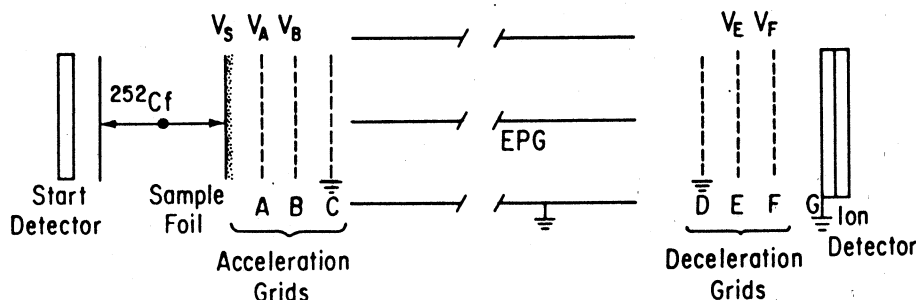 V_S V_A V_B
V_E V_F
252Cf
EPG
Start
Detector
Sample
Foil
A B C
D E F G
Ion
Detector
Acceleration
Grids
Deceleration
Grids